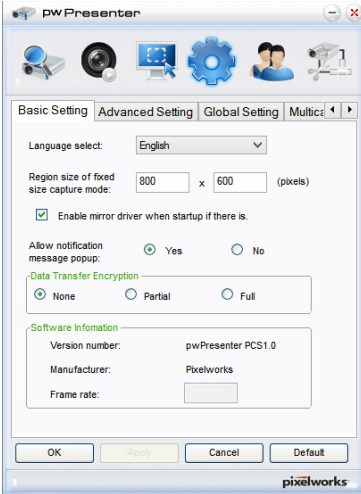 pwPresenter
Basic Setting Advanced Setting Global Setting Multica
Language select: English
Region size of fixed
size capture mode: 800 x 600 (pixels)
Enable mirror driver when startup if there is.
Allow notification
message popup: Yes No
Data Transfer Encryption
None Partial Full
Software Infomation
Version number: pwPresenter PCS1.0
Manufacturer: Pixelworks
Frame rate:
OK Apply Cancel Default
pixelworks